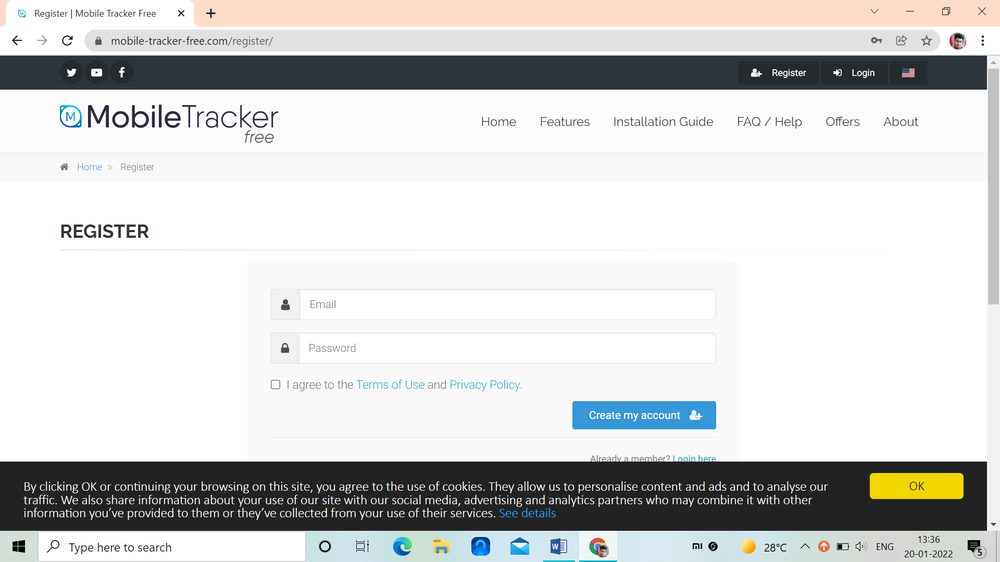 Register | Mobile Tracker Free
mobile-tracker-free.com/register/
Register
Login
M MobileTracker
free
Home
Features
Installation Guide
FAQ / Help
Offers
About
Home » Register
REGISTER
Email
Password
I agree to the Terms of Use and Privacy Policy.
Create my account
Already a member? Login here
By clicking OK or continuing your browsing on this site, you agree to the use of cookies. They allow us to personalise content and ads and to analyse our
traffic. We also share information about your use of our site with our social media, advertising and analytics partners who may combine it with other
information you’ve provided to them or they’ve collected from your use of their services. See details
OK
Type here to search
28°C
ENG
13:36
20-01-2022
5